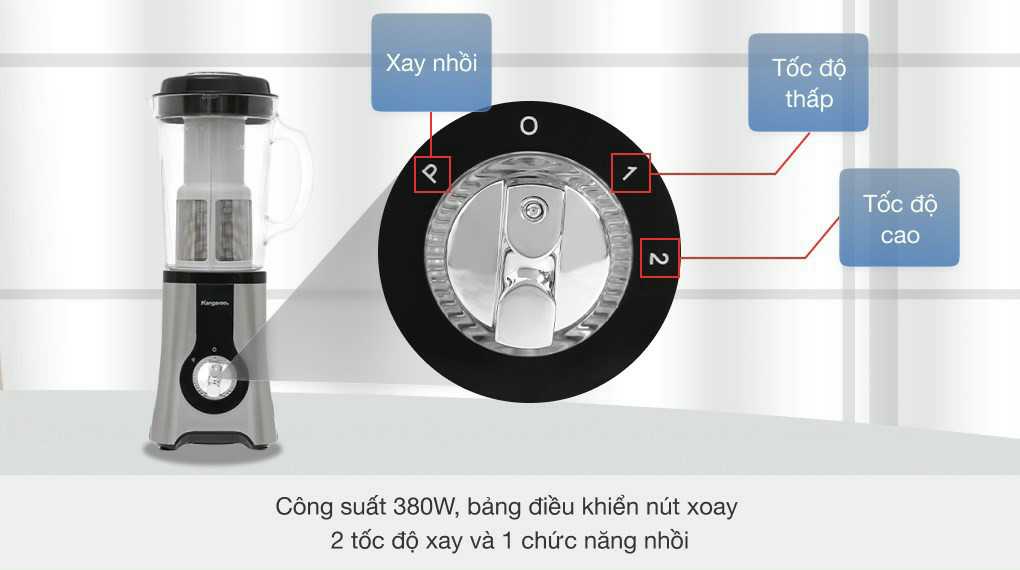 Xay nhồi
Tốc độ
thấp
O
P
1
Tốc độ
cao
2
Kangaroo
Công suất 380W, bảng điều khiển nút xoay
2 tốc độ xay và 1 chức năng nhồi